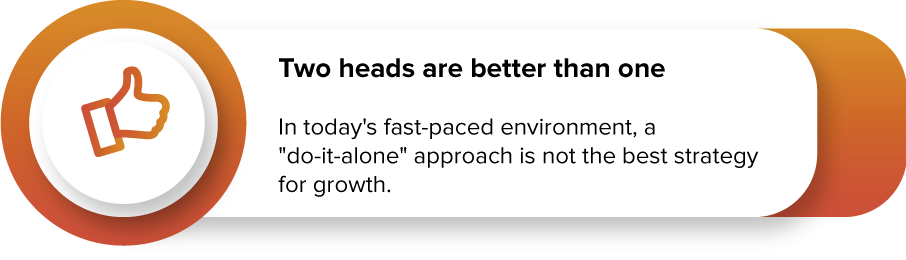 Two heads are better than one
In today's fast-paced environment, a
"do-it-alone" approach is not the best strategy
for growth.